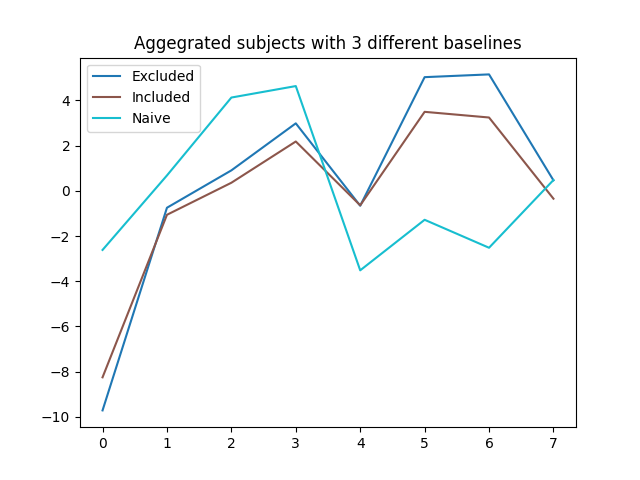 Aggegrated subjects with 3 different baselines
Excluded
Included
Naive
4
2
0
−2
−4
−6
−8
−10
0 1 2 3 4 5 6 7